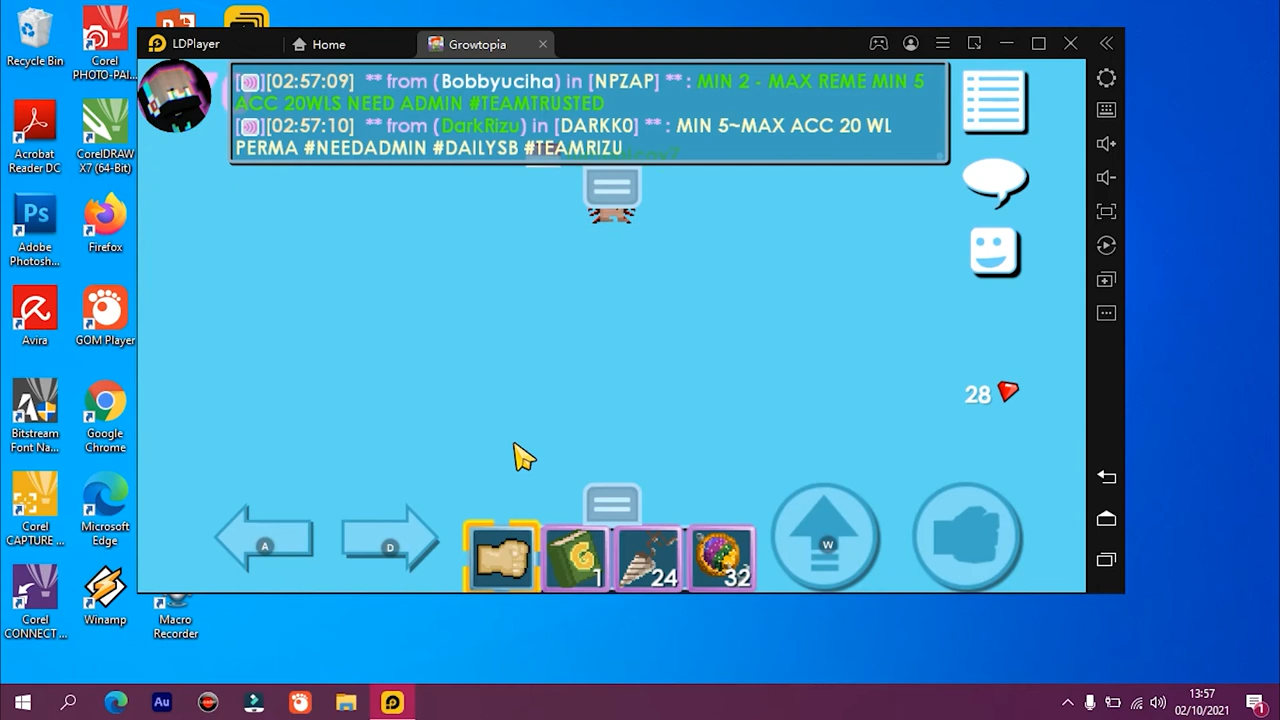 LDPlayer
Home
Growtopia
[02:57:09] ** from (Bobbyuciha) in [NPZAP] ** : MIN 2 - MAX REME MIN 5
ACC 20WLS NEED ADMIN #TEAMTRUSTED
[02:57:10] ** from (DarkRizu) in [DARKK0] ** : MIN 5~MAX ACC 20 WL
PERMA #NEEDADMIN #DAILYSB #TEAMRIZU
28
A
D
W
1
24
32
Recycle Bin
Corel
PHOTO-PAI...
Acrobat
Reader DC
CorelDRAW
X7 (64-Bit)
Adobe
Photosh...
Firefox
Avira
GOM Player
Bitstream
Font Na...
Google
Chrome
Corel
CAPTURE ...
Microsoft
Edge
Corel
CONNECT ...
Winamp
Macro
Recorder
Ps
Au
13:57
02/10/2021
1